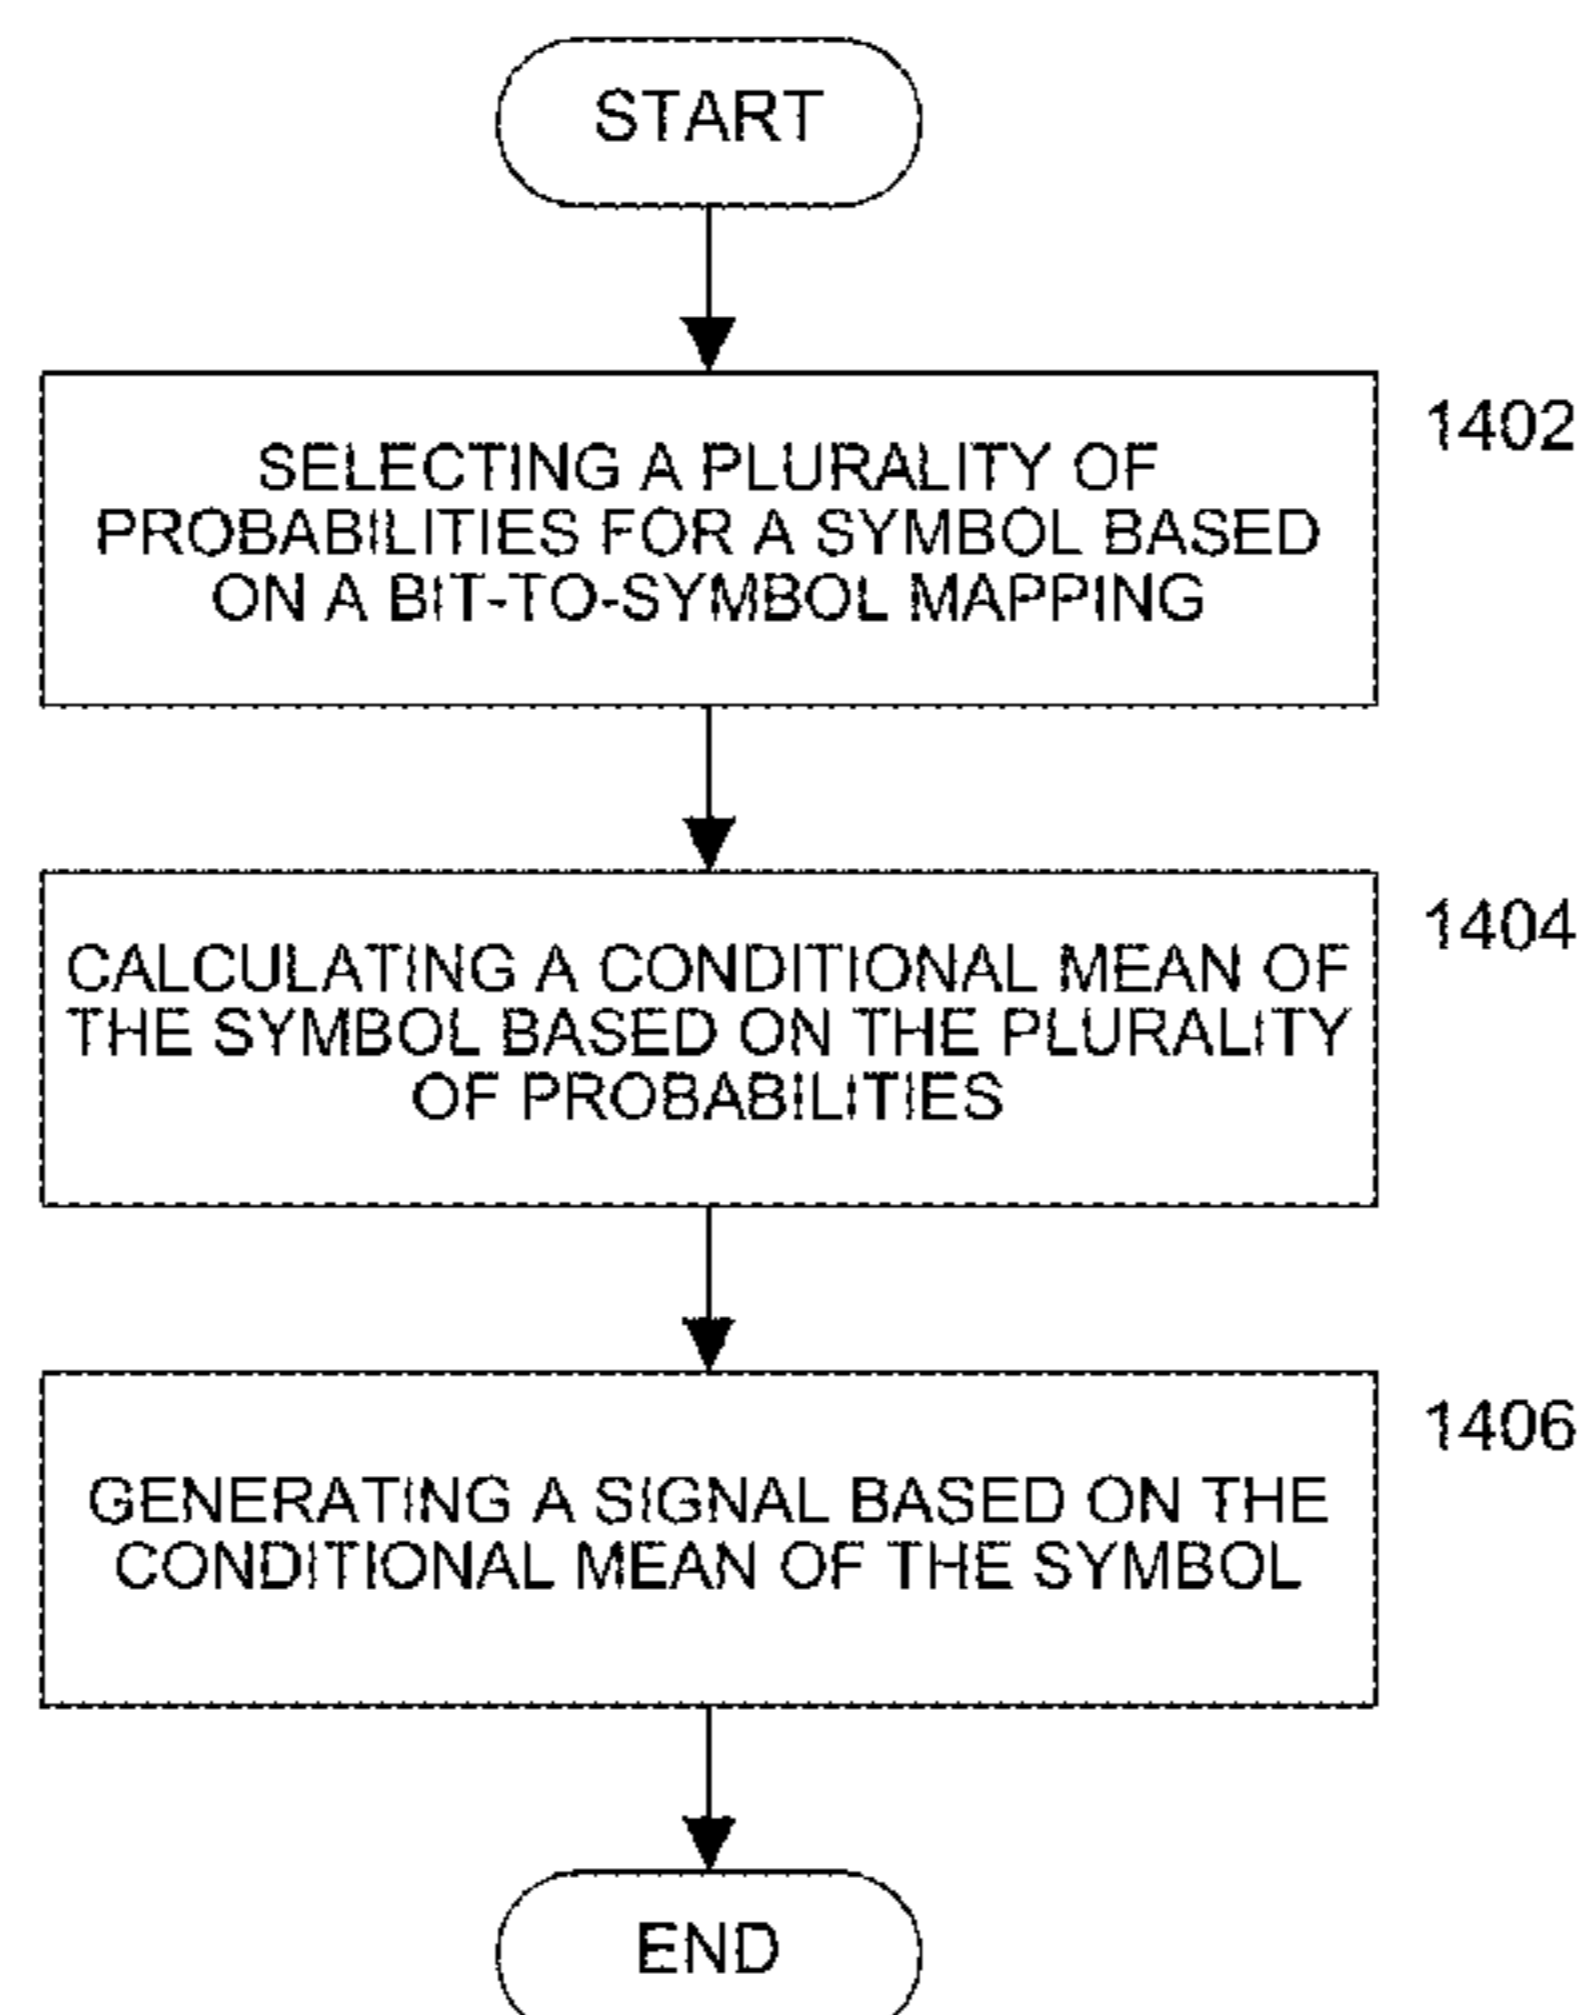 START
1402
SELECTING A PLURALITY OF
PROBABILITIES FOR A SYMBOL BASED
ON A BIT-TO-SYMBOL MAPPING
1404
CALCULATING A CONDITIONAL MEAN OF
THE SYMBOL BASED ON THE PLURALITY
OF PROBABILITIES
1406
GENERATING A SIGNAL BASED ON THE
CONDITIONAL MEAN OF THE SYMBOL
END